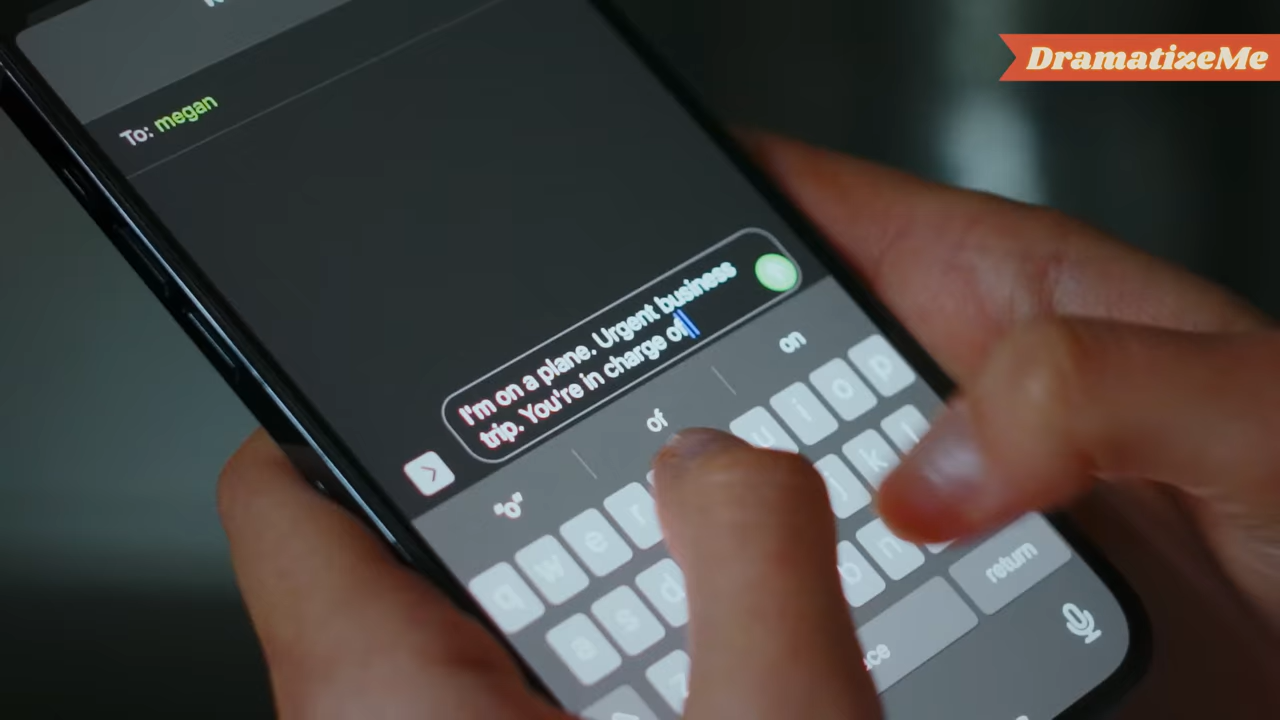 DramatizeMe
To: megan
I'm on a plane. Urgent business
trip. You're in charge of
"o"
of
on
q w e r u i o p
a s d j k l
z b n
return